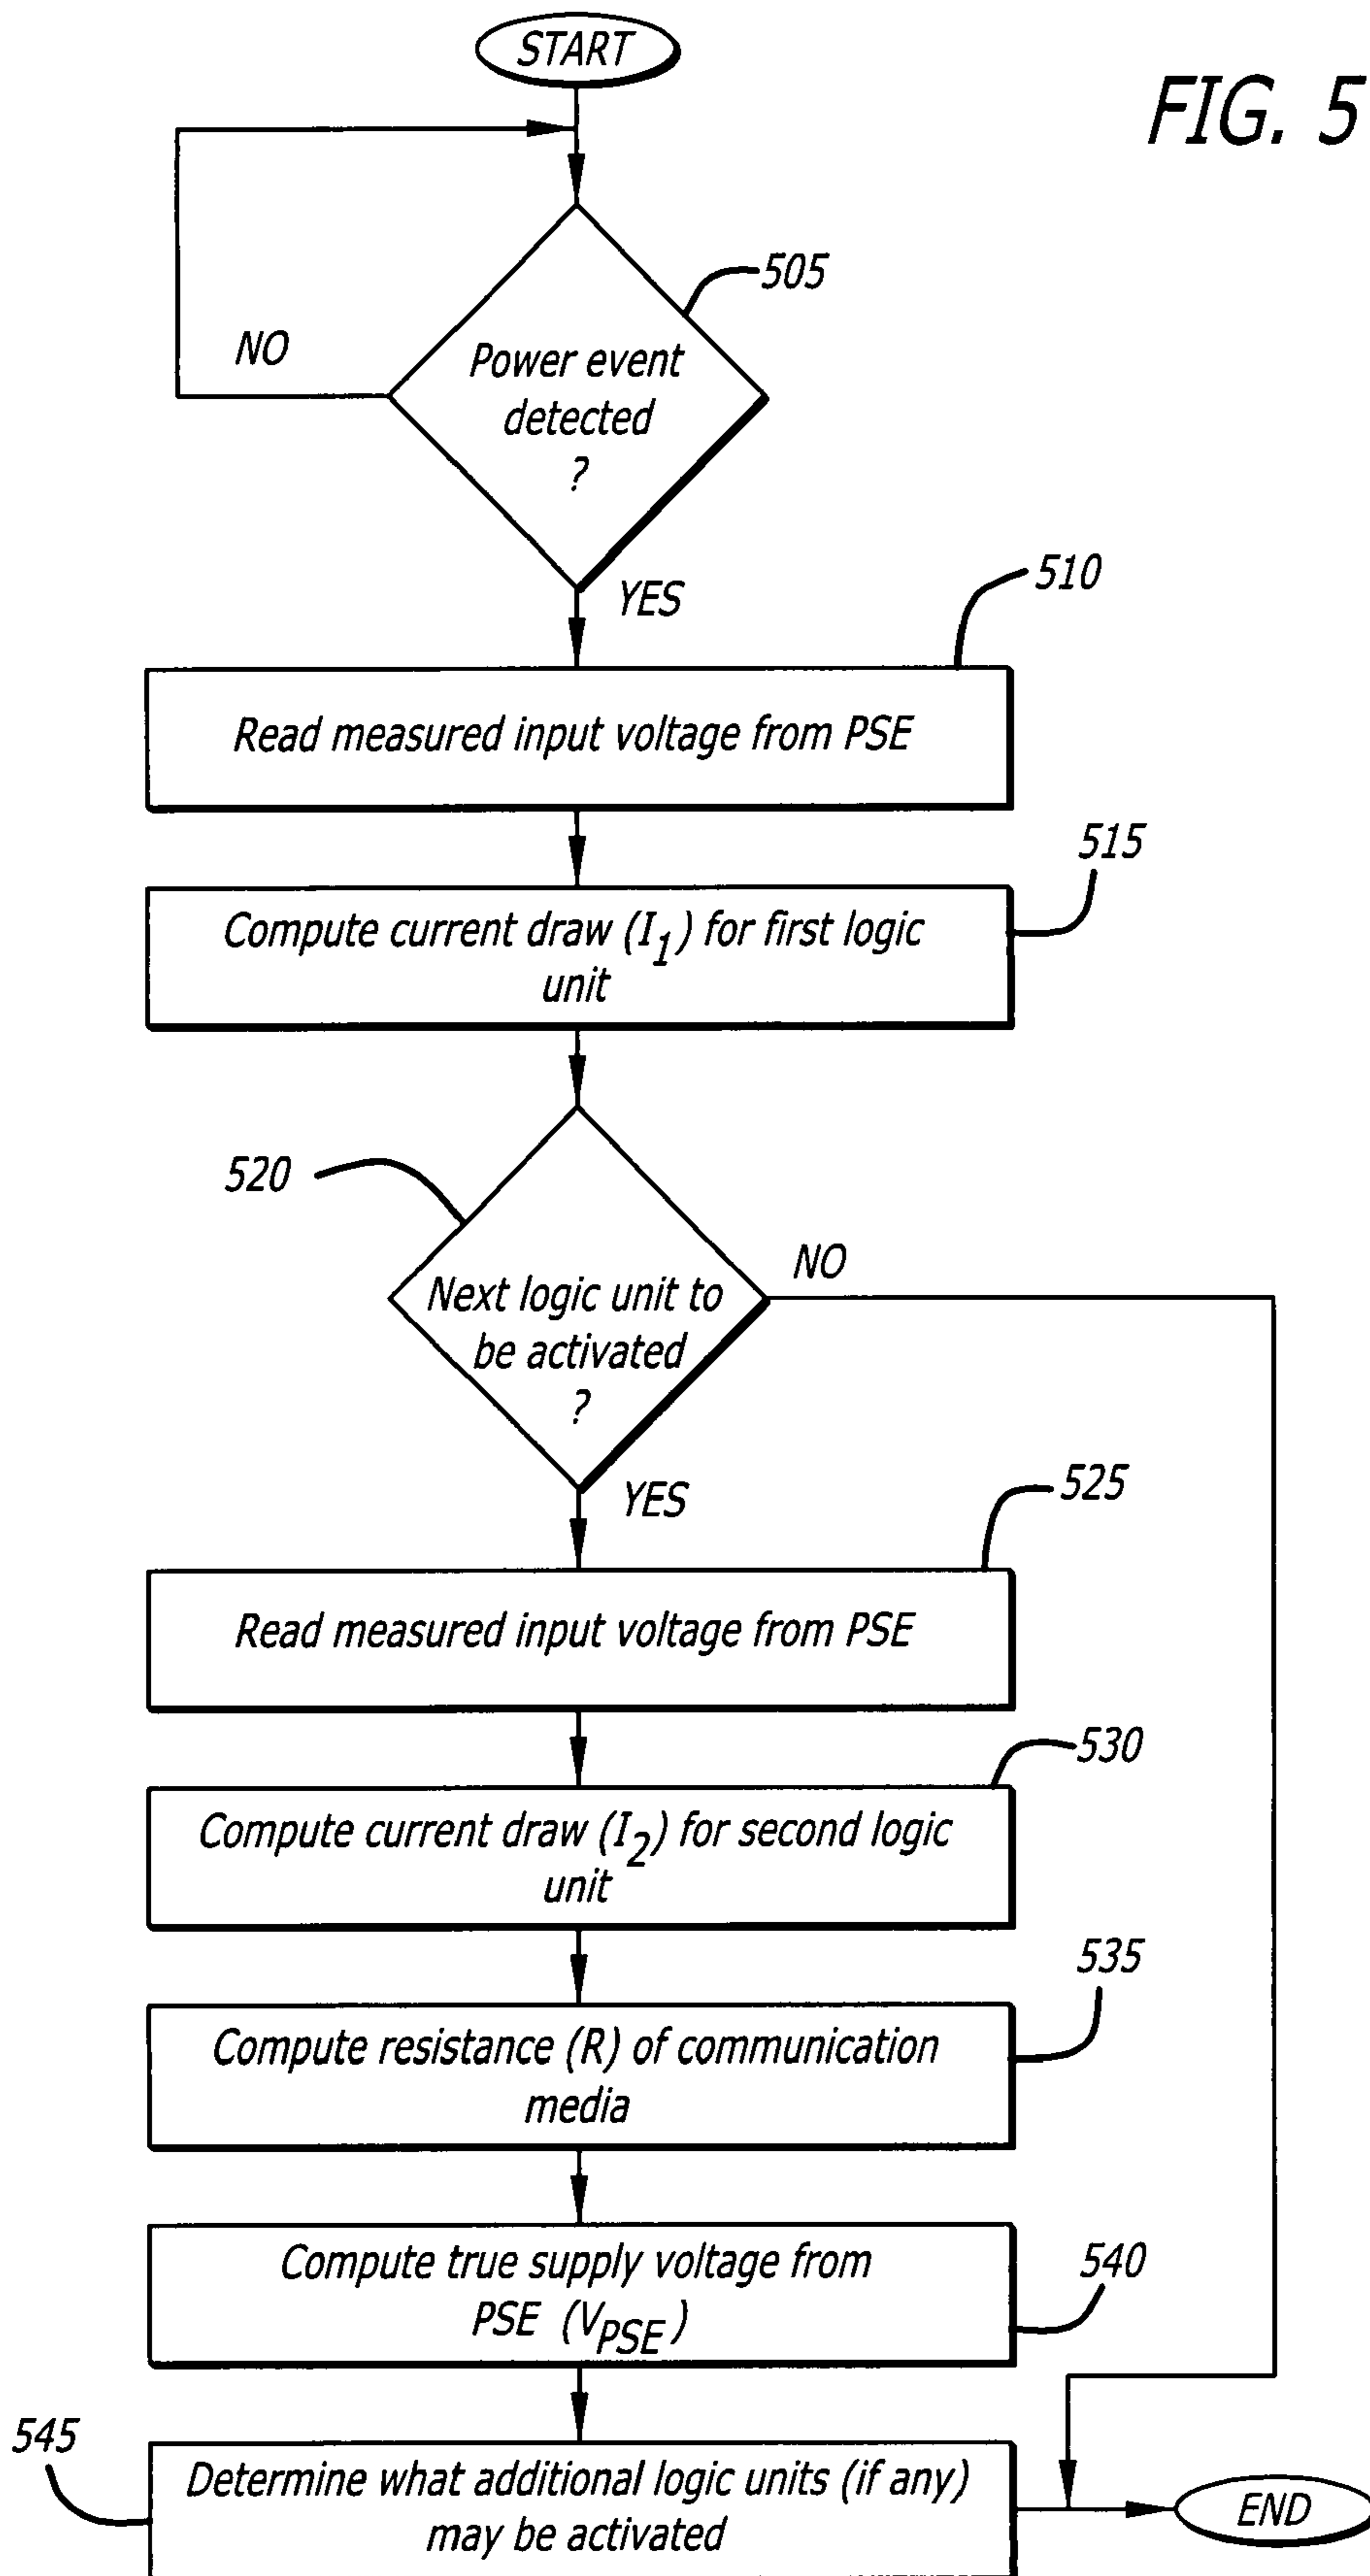 START
FIG. 5
505
NO
Power event
detected
?
YES
510
Read measured input voltage from PSE
515
Compute current draw (I1) for first logic
unit
520
NO
Next logic unit to
be activated
?
YES
525
Read measured input voltage from PSE
530
Compute current draw (I2) for second logic
unit
535
Compute resistance (R) of communication
media
Compute true supply voltage from
PSE (VPSE)
540
545
Determine what additional logic units (if any)
may be activated
END